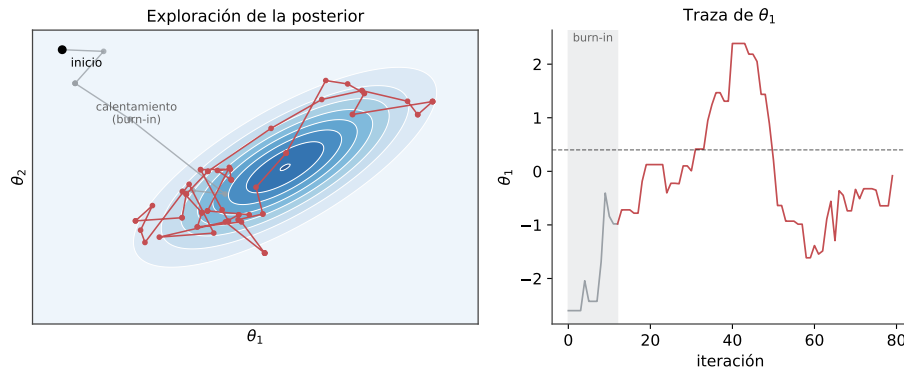 Exploración de la posterior
inicio
calentamiento
(burn-in)
θ2
θ1
Traza de θ1
burn-in
2
1
0
−1
−2
θ1
0
20
40
60
80
iteración